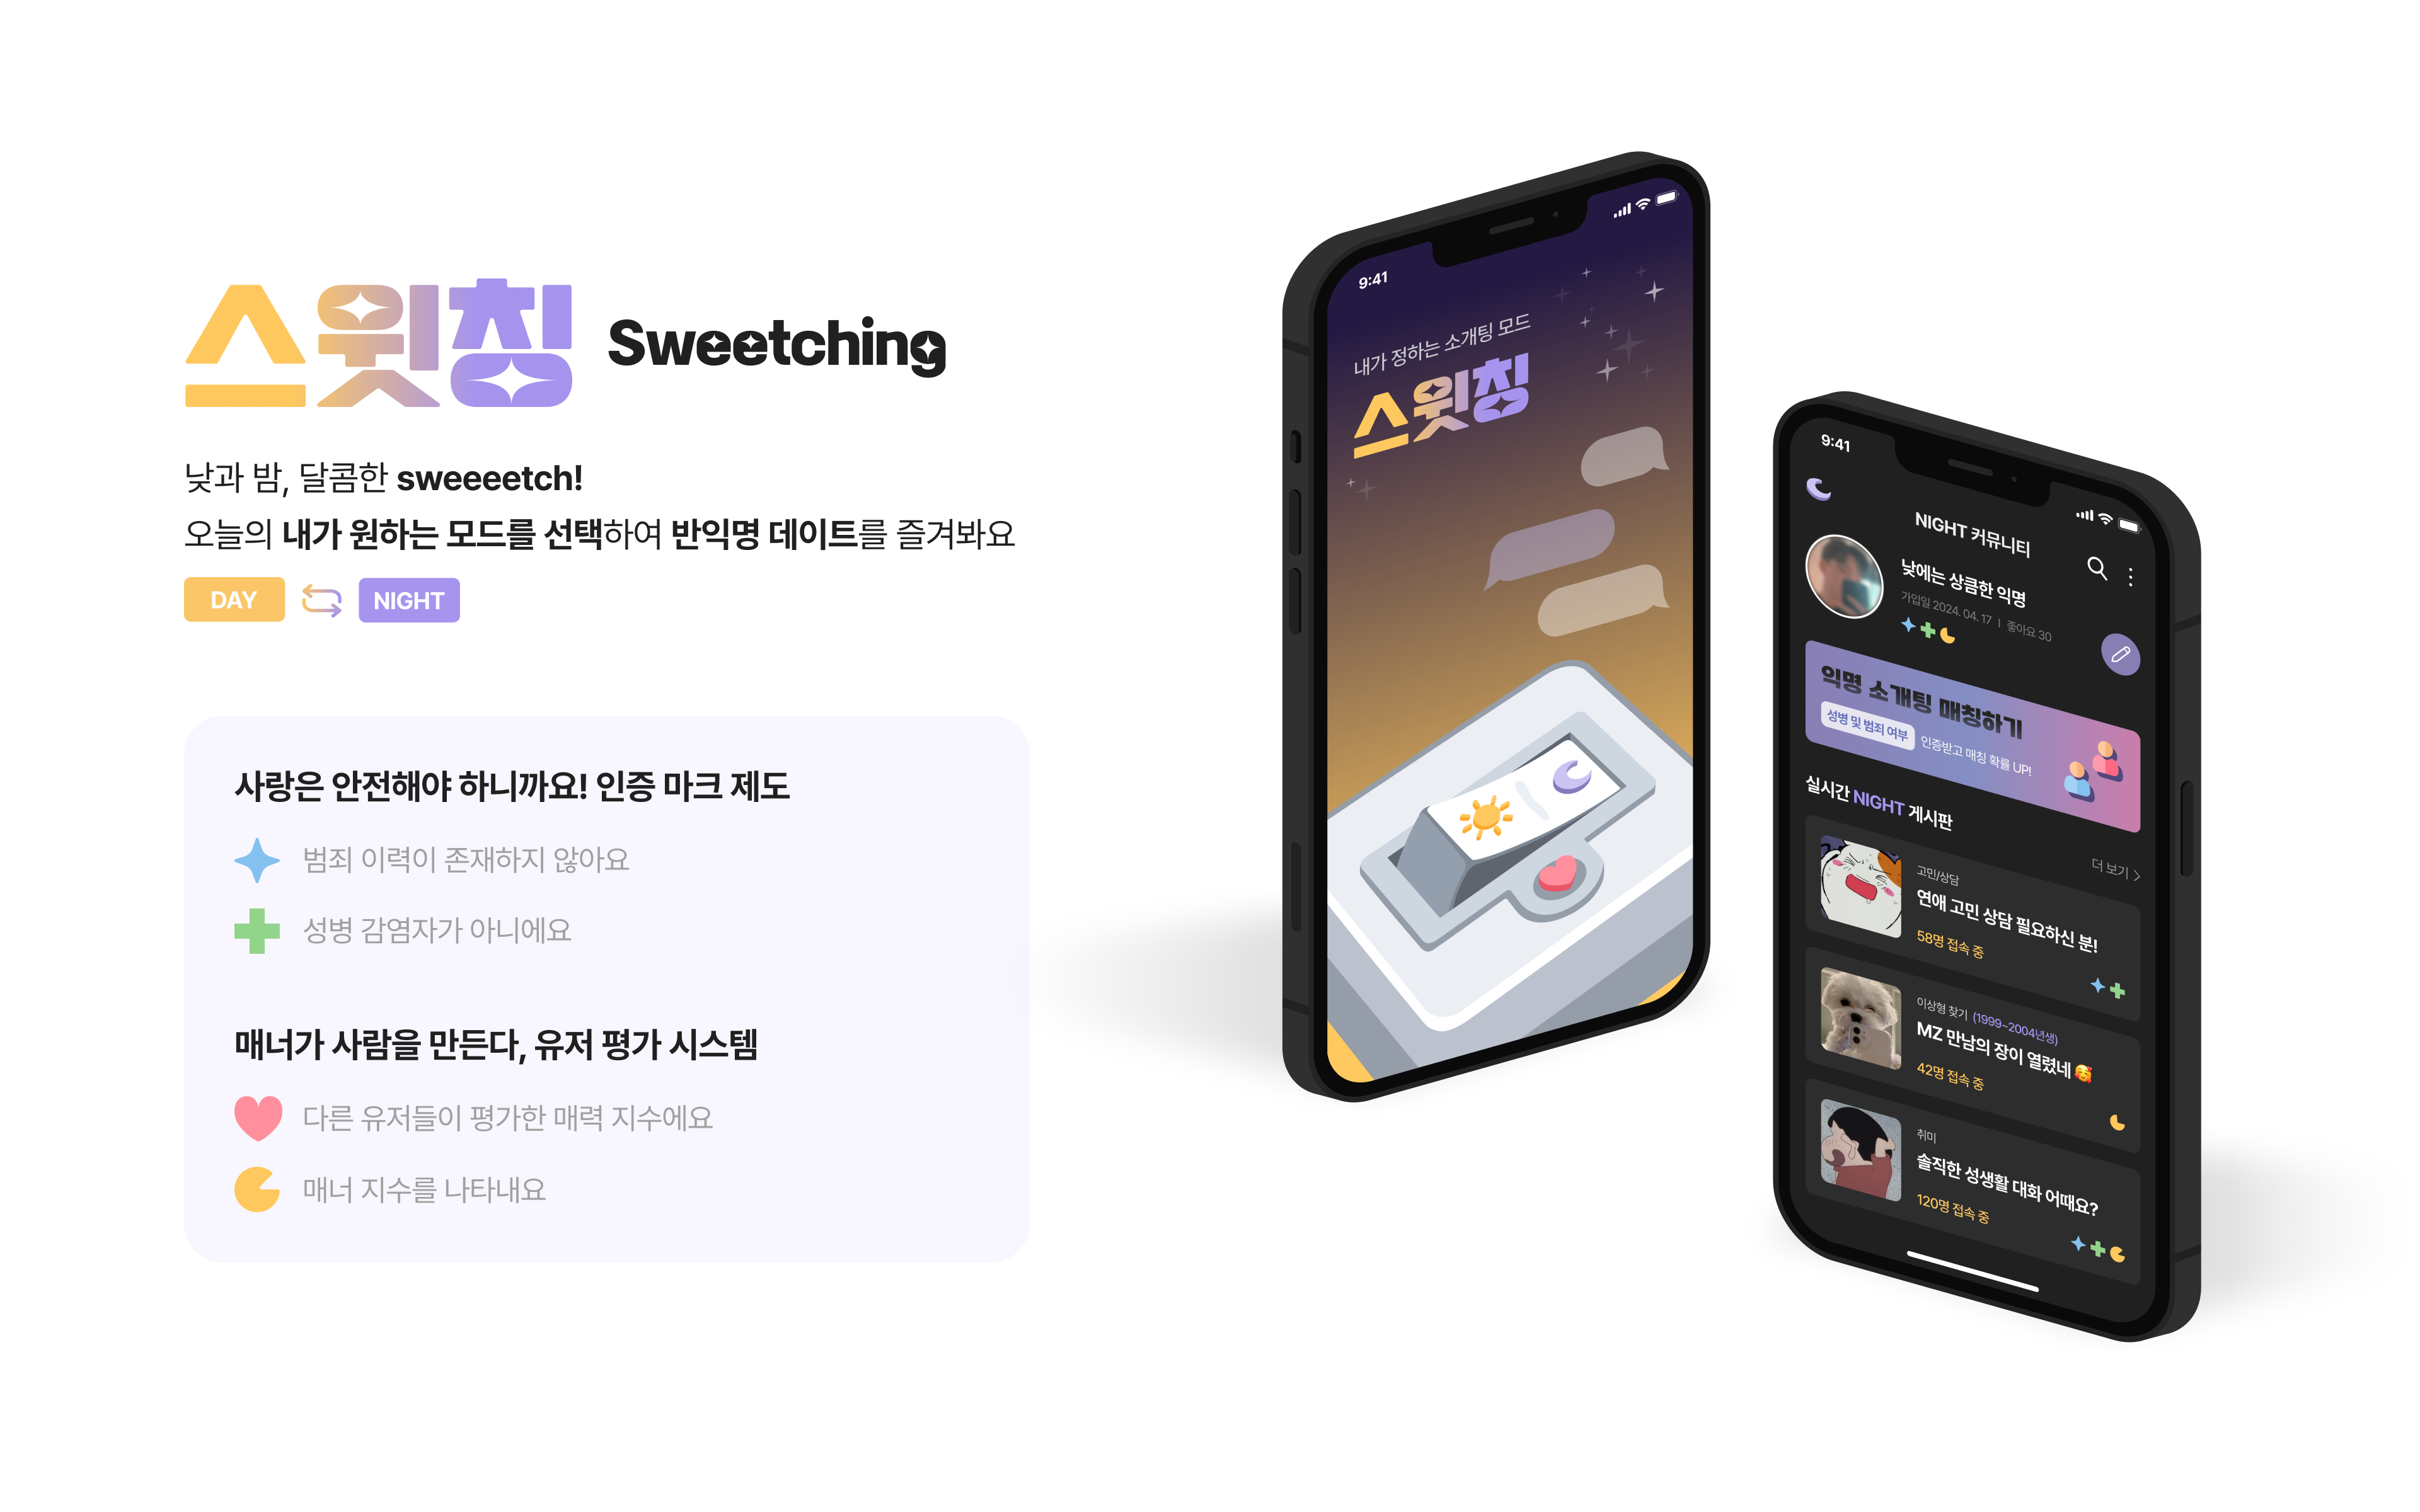 스윗칭 Sweetching
낮과 밤, 달콤한 sweeeetch!
오늘의 내가 원하는 모드를 선택하여 반익명 데이트를 즐겨봐요
DAY NIGHT
사랑은 안전해야 하니까요! 인증 마크 제도
범죄 이력이 존재하지 않아요
성병 감염자가 아니에요
매너가 사람을 만든다, 유저 평가 시스템
다른 유저들이 평가한 매력 지수에요
매너 지수를 나타내요
9:41
내가 정하는 소개팅 모드
스윗칭
9:41
NIGHT 커뮤니티
낮에는 상큼한 익명
가입일 2024. 04. 17 | 좋아요 30
익명 소개팅 매칭하기
성병 및 범죄 여부 인증받고 매칭 확률 UP!
실시간 NIGHT 게시판
더 보기 >
고민/상담
연애 고민 상담 필요하신 분!
58명 접속 중
이상형 찾기 (1999~2004년생)
MZ 만남의 장이 열렸네 🥰
42명 접속 중
취미
솔직한 성생활 대화 어때요?
120명 접속 중